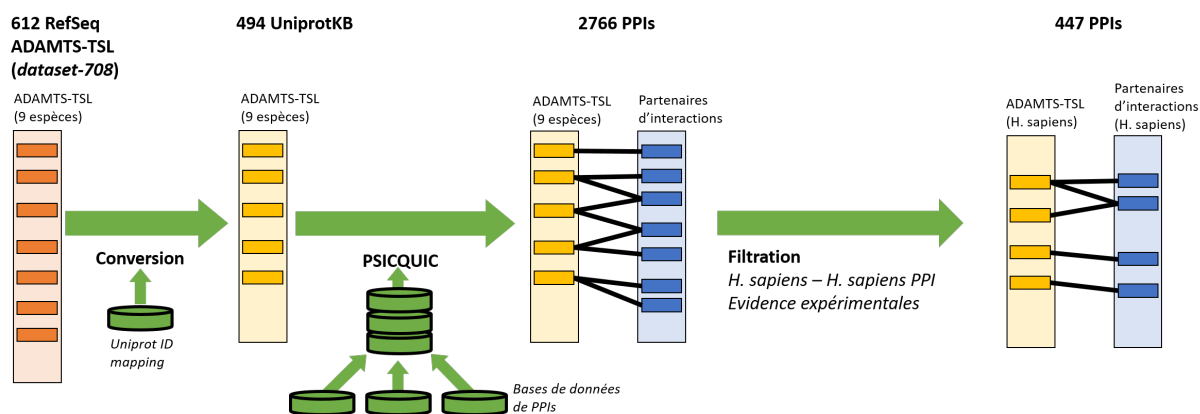 612 RefSeq
ADAMTS-TSL
(dataset-708)
494 UniprotKB
2766 PPIs
447 PPIs
ADAMTS-TSL
(9 espèces)
ADAMTS-TSL
(9 espèces)
ADAMTS-TSL
(9 espèces)
Partenaires
d'interactions
ADAMTS-TSL
(H. sapiens)
Partenaires
d'interactions
(H. sapiens)
Conversion
Uniprot ID
mapping
PSICQUIC
Bases de données
de PPIs
Filtration
H. sapiens – H. sapiens PPI
Evidence expérimentales